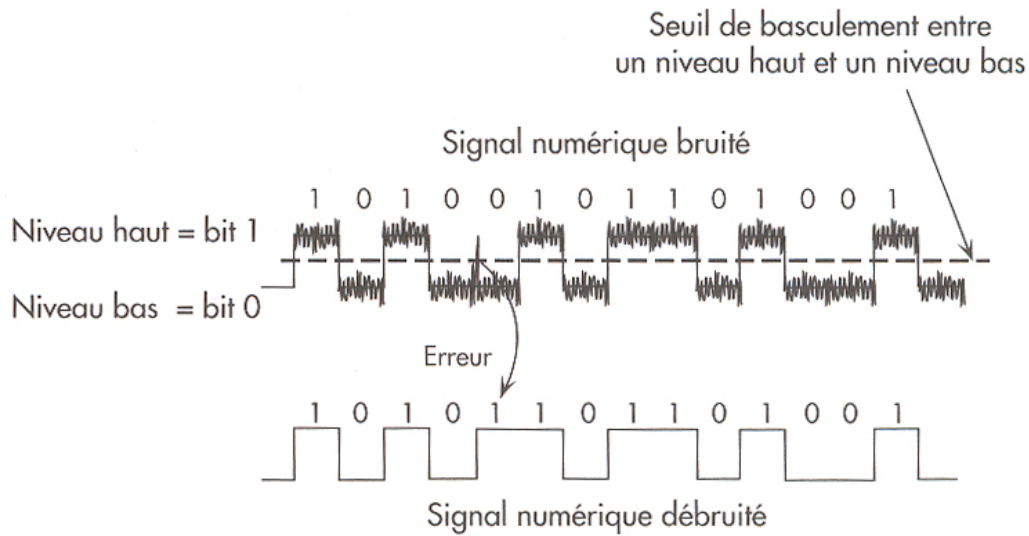 Seuil de basculement entre
un niveau haut et un niveau bas
Signal numérique bruité
1 0 1 0 0 1 0 1 1 0 1 0 0 1
Niveau haut = bit 1
Niveau bas = bit 0
Erreur
1 0 1 0 1 1 0 1 1 0 1 0 0 1
Signal numérique débruité